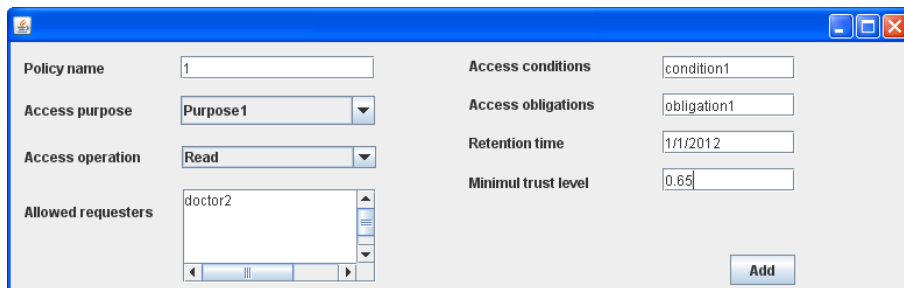 Policy name 1
Access purpose Purpose1
Access operation Read
Allowed requesters doctor2
Access conditions condition1
Access obligations obligation1
Retention time 1/1/2012
Minimul trust level 0.65
Add